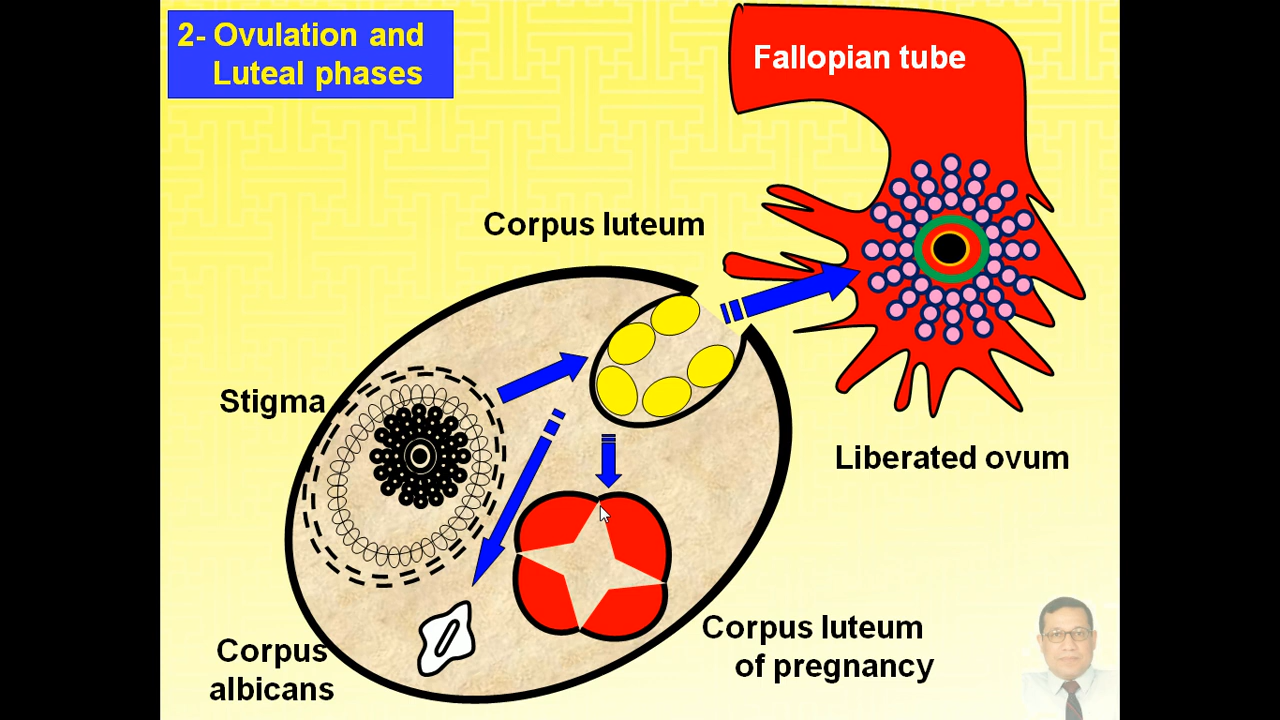 2- Ovulation and
Luteal phases
Fallopian tube
Corpus luteum
Stigma
Liberated ovum
Corpus luteum
of pregnancy
Corpus
albicans